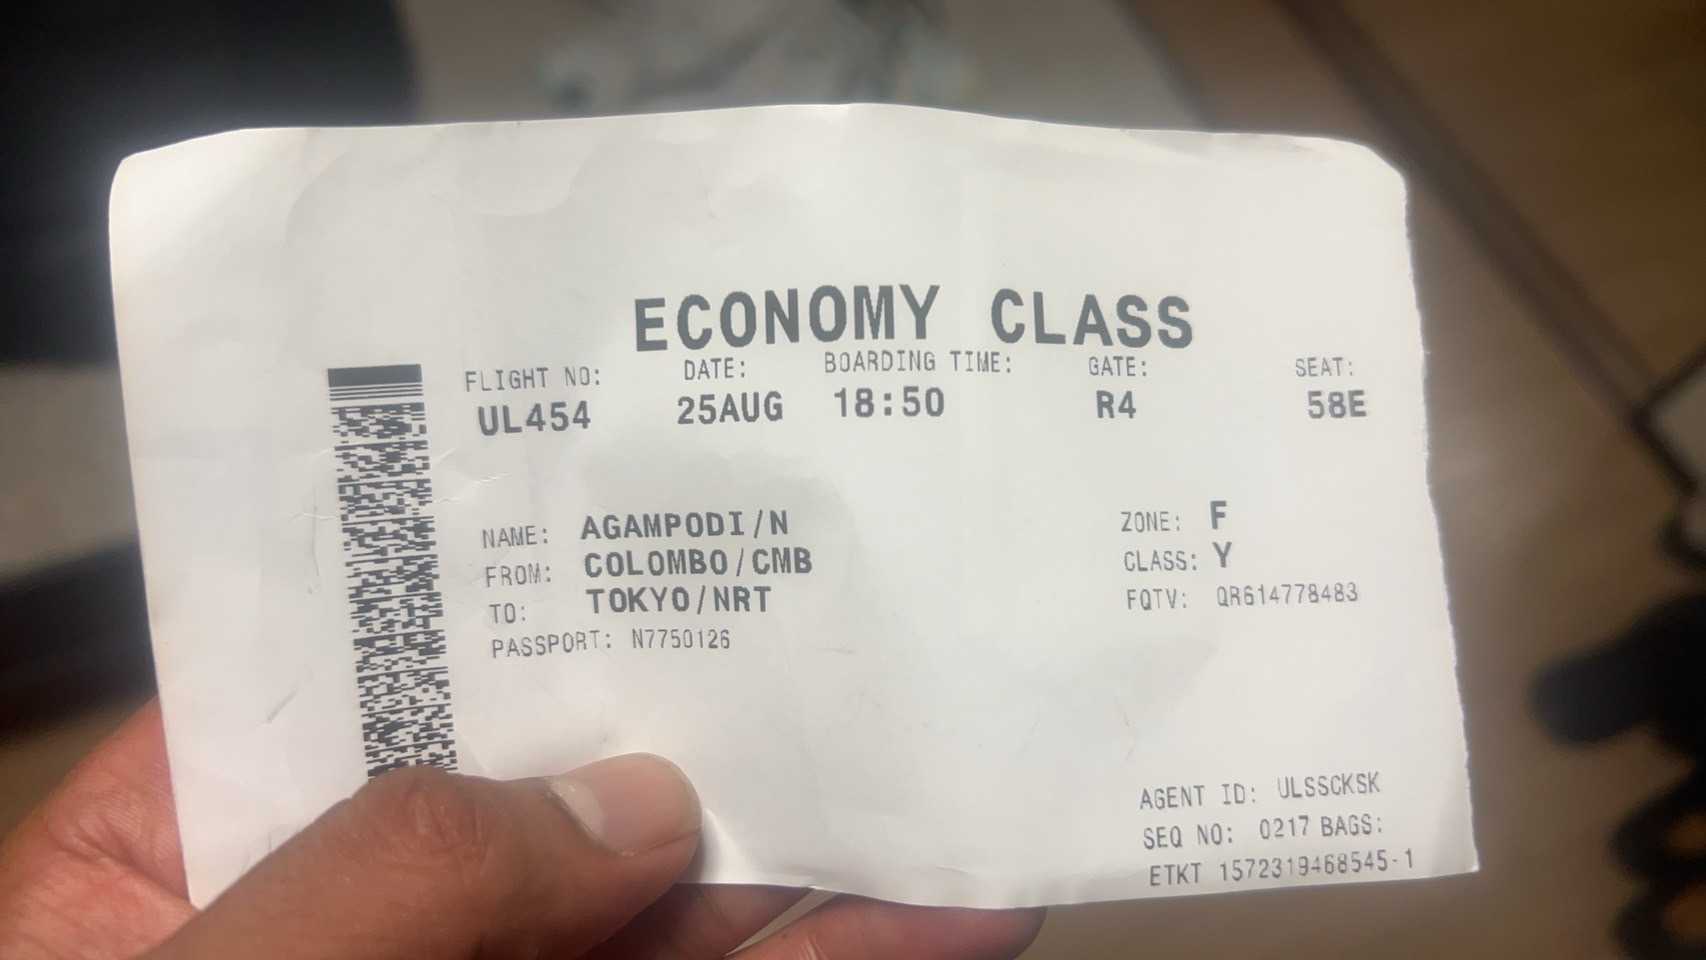 ECONOMY CLASS
FLIGHT NO: DATE: BOARDING TIME: GATE: SEAT:
UL454 25AUG 18:50 R4 58E
NAME: AGAMPODI/N
FROM: COLOMBO/CMB
TO: TOKYO/NRT
PASSPORT: N7750126
ZONE: F
CLASS: Y
FQTV: QR614778483
AGENT ID: ULSSCKSK
SEQ NO: 0217 BAGS:
ETKT 1572319468545-1